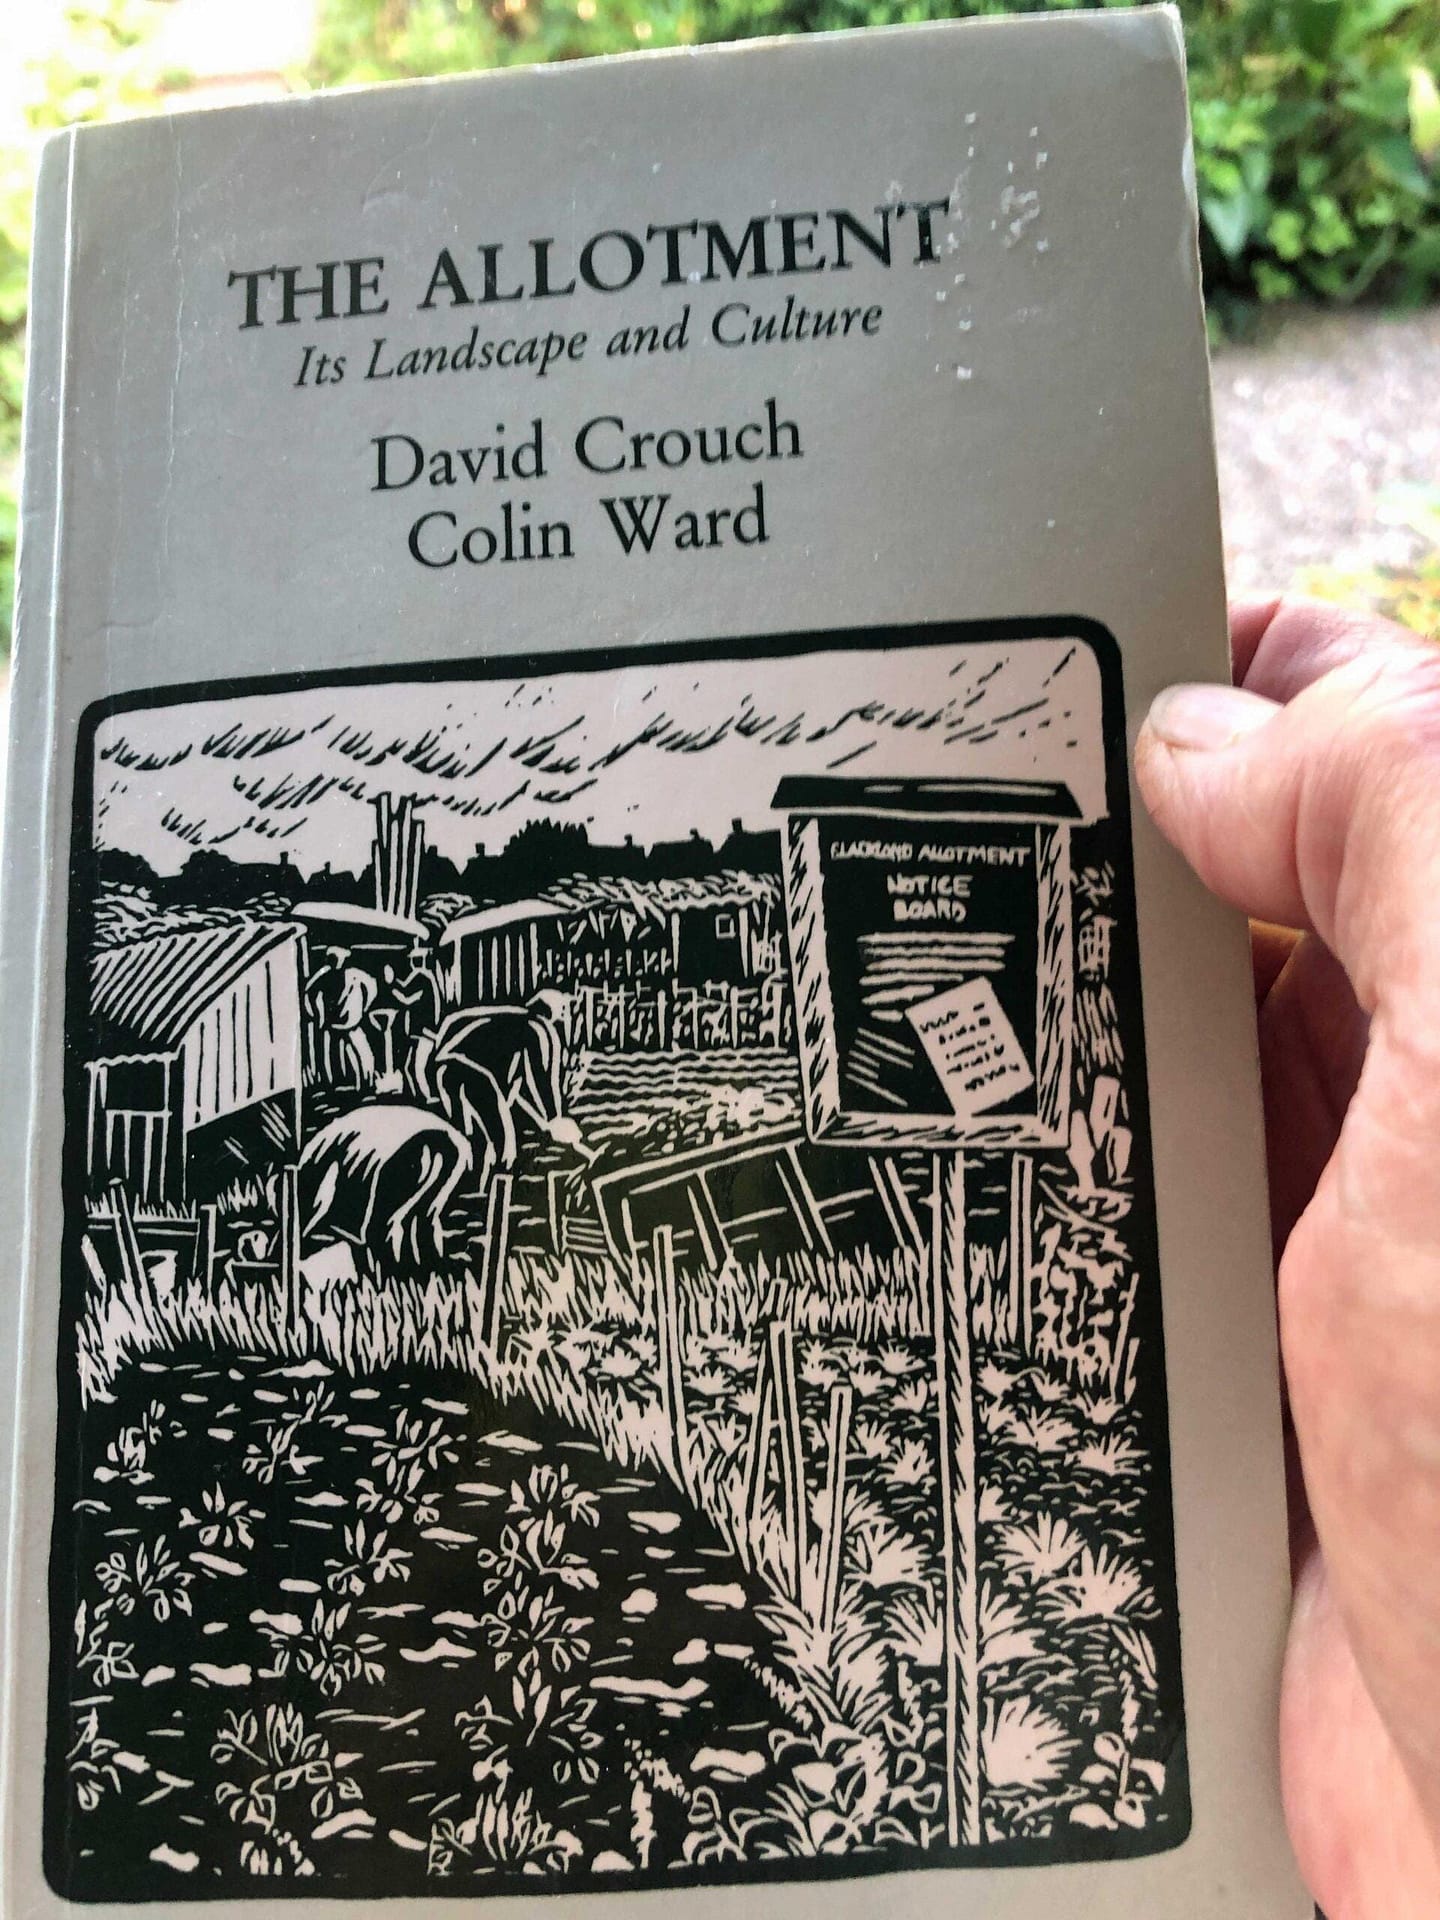 THE ALLOTMENT
Its Landscape and Culture
David Crouch
Colin Ward
ALLOTMENT
NOTICE
BOARD